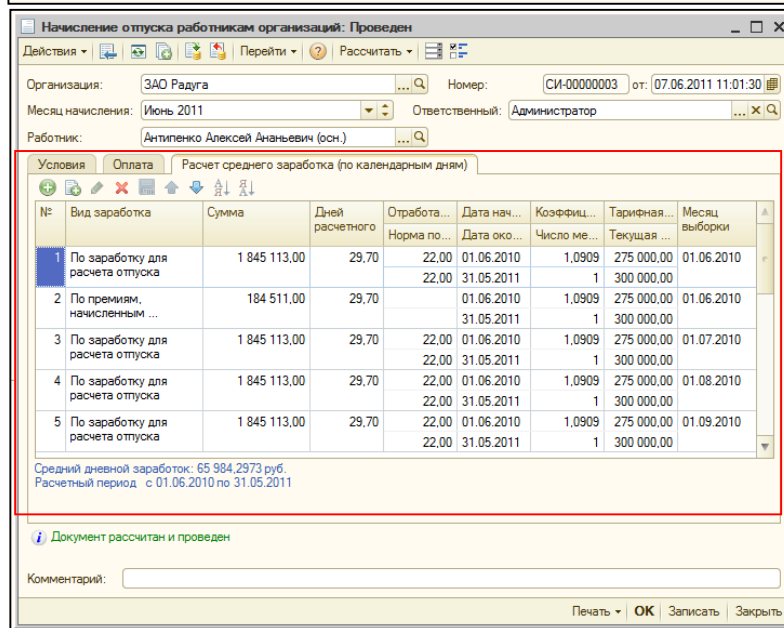 Начисление отпуска работникам организаций: Проведен
Действия Перейти Рассчитать
Организация: ЗАО Радуга ... Номер: СИ-00000003 от: 07.06.2011 11:01:30
Месяц начисления: Июнь 2011 Ответственный: Администратор ...
Работник: Антипенко Алексей Ананьевич (осн.) ...
Условия Оплата Расчет среднего заработка (по календарным дням)
№ Вид заработка Сумма Дней расчетного Отработа... Дата нач... Коэффиц... Тарифная... Месяц выборки
Норма по... Дата око... Число ме... Текущая ...
1 По заработку для расчета отпуска 1 845 113,00 29,70 22,00 01.06.2010 1,0909 275 000,00 01.06.2010
22,00 31.05.2011 1 300 000,00
2 По премиям, начисленным ... 184 511,00 29,70 01.06.2010 1,0909 275 000,00 01.06.2010
31.05.2011 1 300 000,00
3 По заработку для расчета отпуска 1 845 113,00 29,70 22,00 01.06.2010 1,0909 275 000,00 01.07.2010
22,00 31.05.2011 1 300 000,00
4 По заработку для расчета отпуска 1 845 113,00 29,70 22,00 01.06.2010 1,0909 275 000,00 01.08.2010
22,00 31.05.2011 1 300 000,00
5 По заработку для расчета отпуска 1 845 113,00 29,70 22,00 01.06.2010 1,0909 275 000,00 01.09.2010
22,00 31.05.2011 1 300 000,00
Средний дневной заработок: 65 984,2973 руб.
Расчетный период с 01.06.2010 по 31.05.2011
Документ рассчитан и проведен
Комментарий:
Печать OK Записать Закрыть